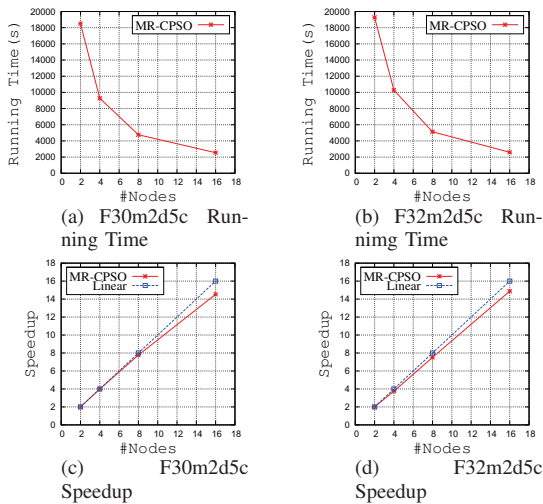 20000
18000
16000
14000
12000
10000
8000
6000
4000
2000
0
Running Time(s)
MR-CPSO
0 2 4 6 8 10 12 14 16 18
#Nodes
(a) F30m2d5c Run-
ning Time
20000
18000
16000
14000
12000
10000
8000
6000
4000
2000
0
Running Time(s)
MR-CPSO
0 2 4 6 8 10 12 14 16 18
#Nodes
(b) F32m2d5c Run-
nimg Time
18
16
14
12
10
8
6
4
2
0
Speedup
MR-CPSO
Linear
0 2 4 6 8 10 12 14 16 18
#Nodes
(c) F30m2d5c
Speedup
18
16
14
12
10
8
6
4
2
0
Speedup
MR-CPSO
Linear
0 2 4 6 8 10 12 14 16 18
#Nodes
(d) F32m2d5c
Speedup